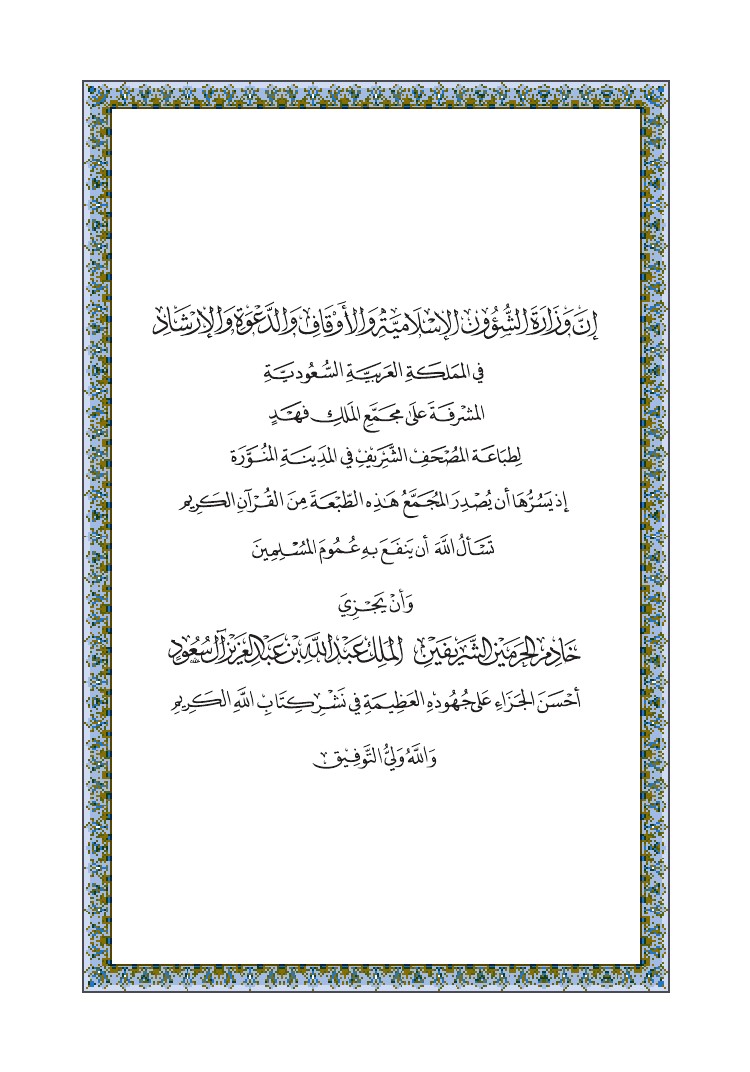 إِنَّ وَزَارَةَ الشُّؤُونِ الإِسْلَامِيَّةِ وَالأَوْقَافِ وَالدَّعْوَةِ وَالإِرْشَادِ
فِي المَمْلَكَةِ العَرَبِيَّةِ السُّعُودِيَّةِ
المُشْرِفَةَ عَلَى مُجَمَّعِ المَلِكِ فَهْدٍ
لِطِبَاعَةِ المُصْحَفِ الشَّرِيفِ فِي المَدِينَةِ المُنَوَّرَةِ
إِذْ يَسُرُّهَا أَن يُصْدِرَ المُجَمَّعُ هَذِهِ الطَّبْعَةَ مِنَ القُرْآنِ الكَرِيمِ
تَسْأَلُ اللَّهَ أَن يَنفَعَ بِهِ عُمُومَ المُسْلِمِينَ
وَأَنْ يَجْزِيَ
خَادِمَ الحَرَمَيْنِ الشَّرِيفَيْنِ المَلِكَ عَبْدَ اللَّهِ بْنَ عَبْدِ العَزِيزِ آلَ سُعُودٍ
أَحْسَنَ الجَزَاءِ عَلَى جُهُودِهِ العَظِيمَةِ فِي نَشْرِ كِتَابِ اللَّهِ الكَرِيمِ
وَاللَّهُ وَلِيُّ التَّوْفِيقِ